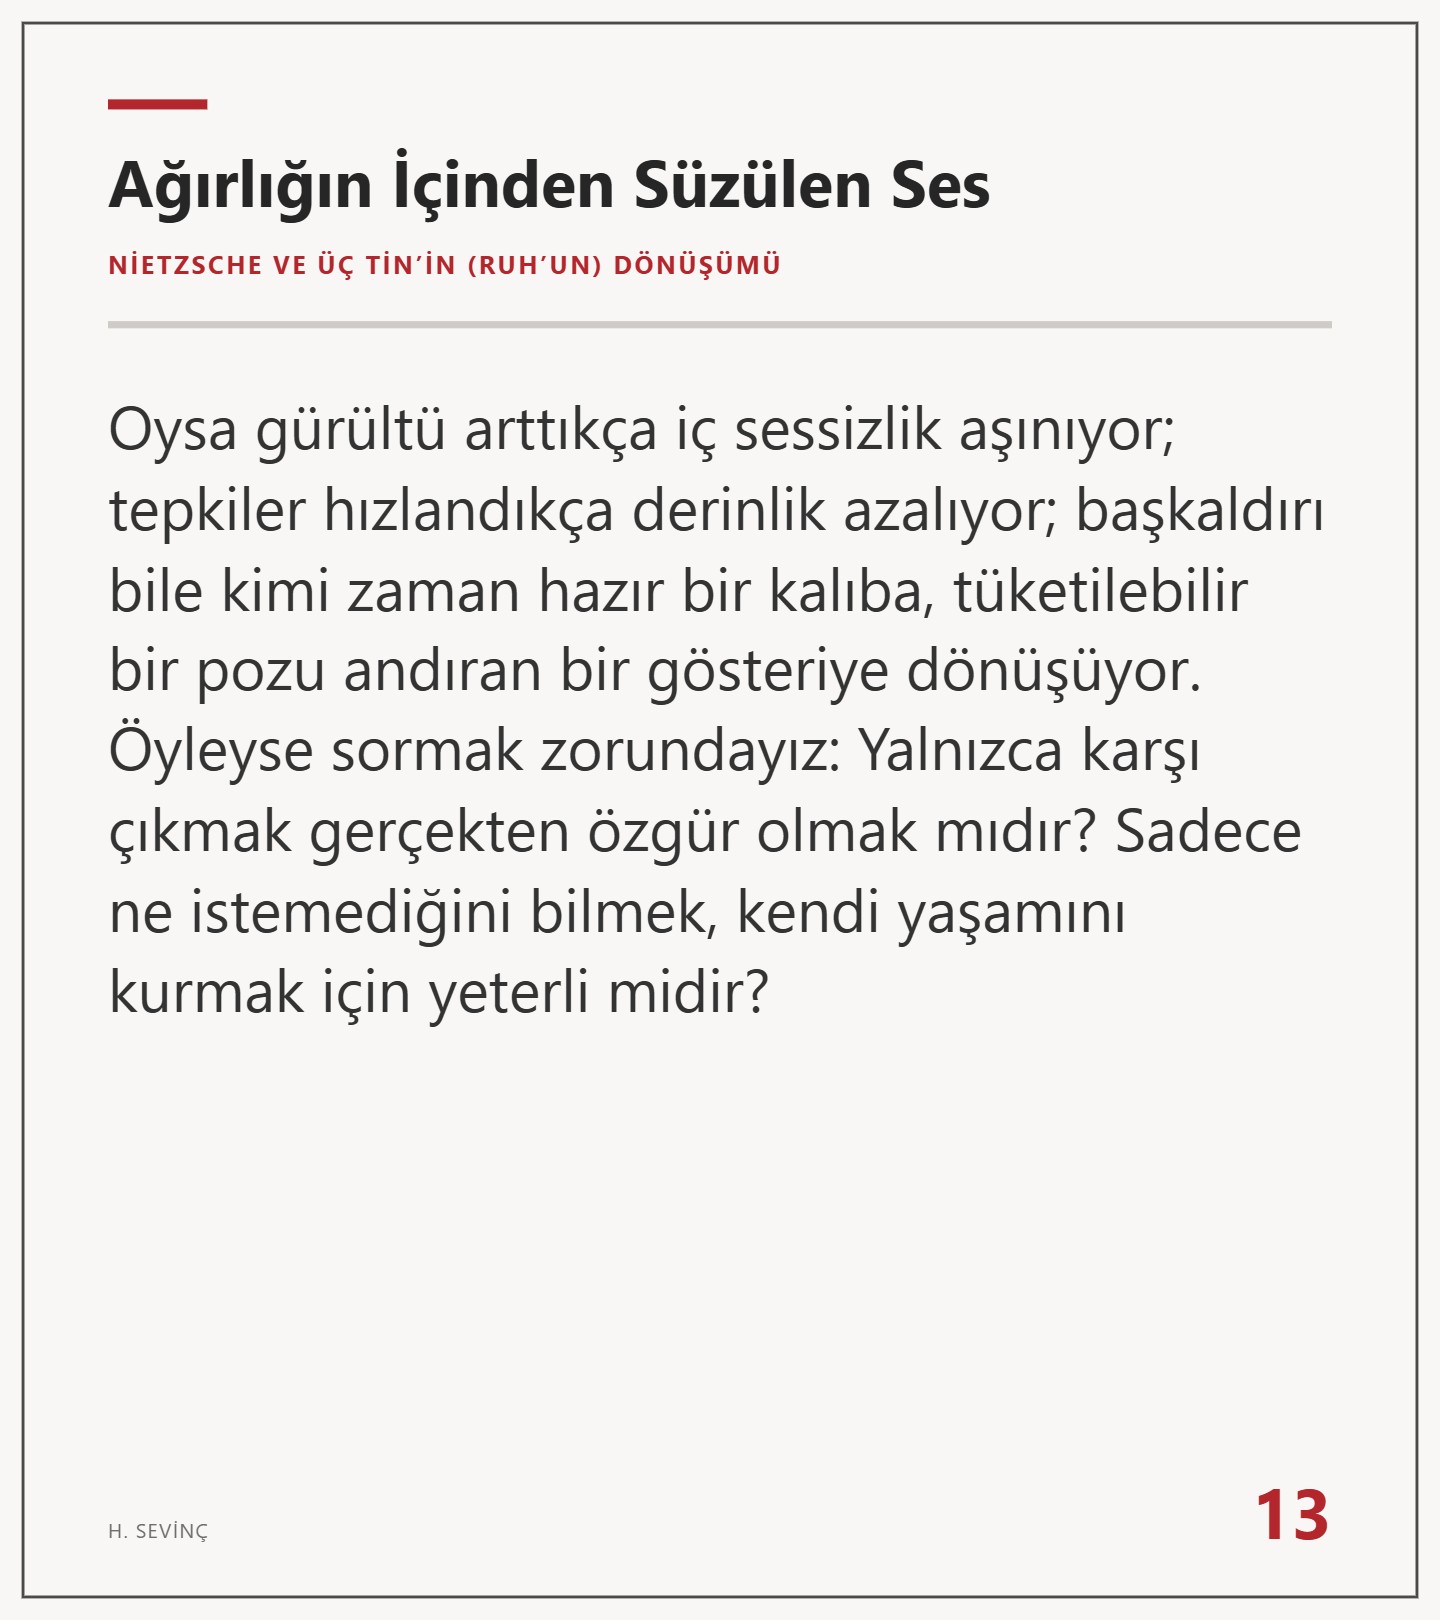 Ağırlığın İçinden Süzülen Ses
NİETZSCHE VE ÜÇ TİN’İN (RUH’UN) DÖNÜŞÜMÜ
Oysa gürültü arttıkça iç sessizlik aşınıyor;
tepkiler hızlandıkça derinlik azalıyor; başkaldırı
bile kimi zaman hazır bir kalıba, tüketilebilir
bir pozu andıran bir gösteriye dönüşüyor.
Öyleyse sormak zorundayız: Yalnızca karşı
çıkmak gerçekten özgür olmak mıdır? Sadece
ne istemediğini bilmek, kendi yaşamını
kurmak için yeterli midir?
H. SEVİNÇ
13